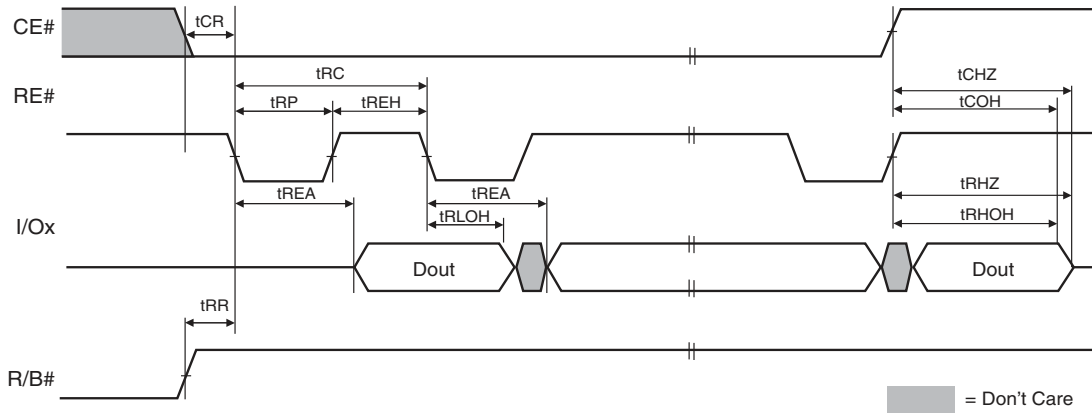 CE#
tCR
tRC
tCHZ
RE#
tCOH
tRP
tREH
tREA
tREA
tRHZ
tRLOH
tRHOH
I/Ox
Dout
Dout
tRR
R/B#
= Don't Care